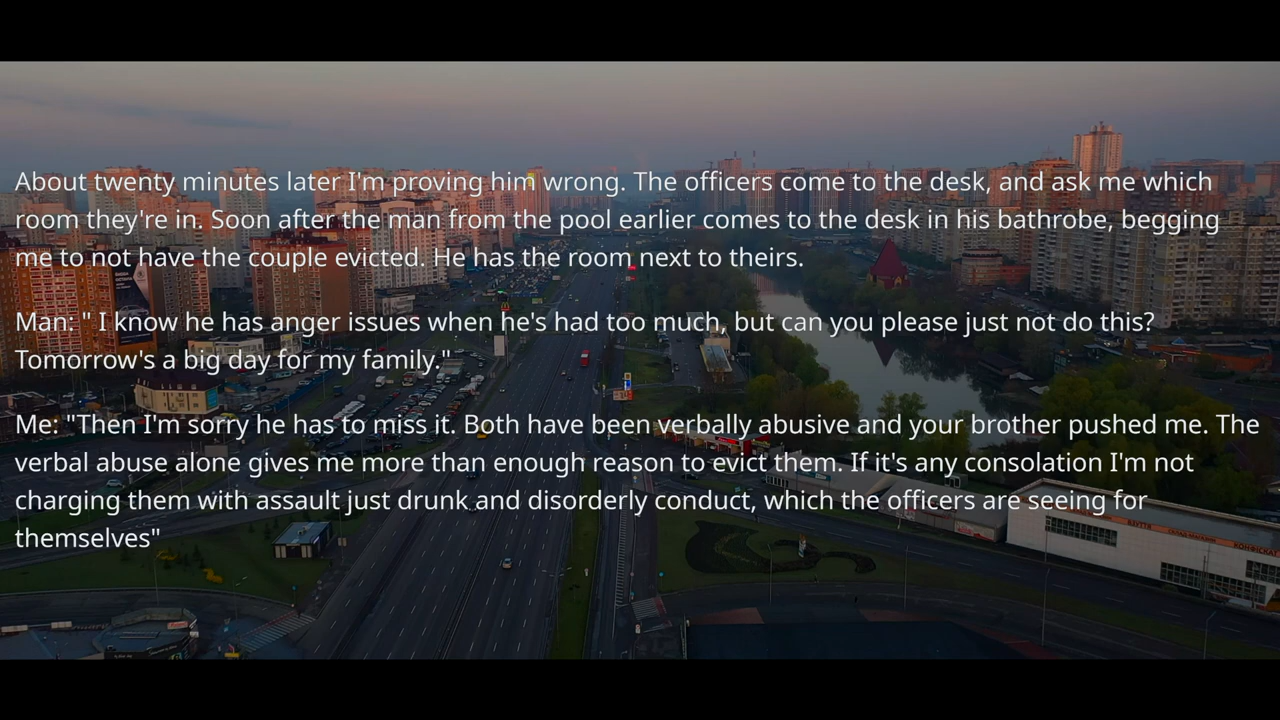 About twenty minutes later I'm proving him wrong. The officers come to the desk, and ask me which
room they're in. Soon after the man from the pool earlier comes to the desk in his bathrobe, begging
me to not have the couple evicted. He has the room next to theirs.
Man: " I know he has anger issues when he's had too much, but can you please just not do this?
Tomorrow's a big day for my family."
Me: "Then I'm sorry he has to miss it. Both have been verbally abusive and your brother pushed me. The
verbal abuse alone gives me more than enough reason to evict them. If it's any consolation I'm not
charging them with assault just drunk and disorderly conduct, which the officers are seeing for
themselves"